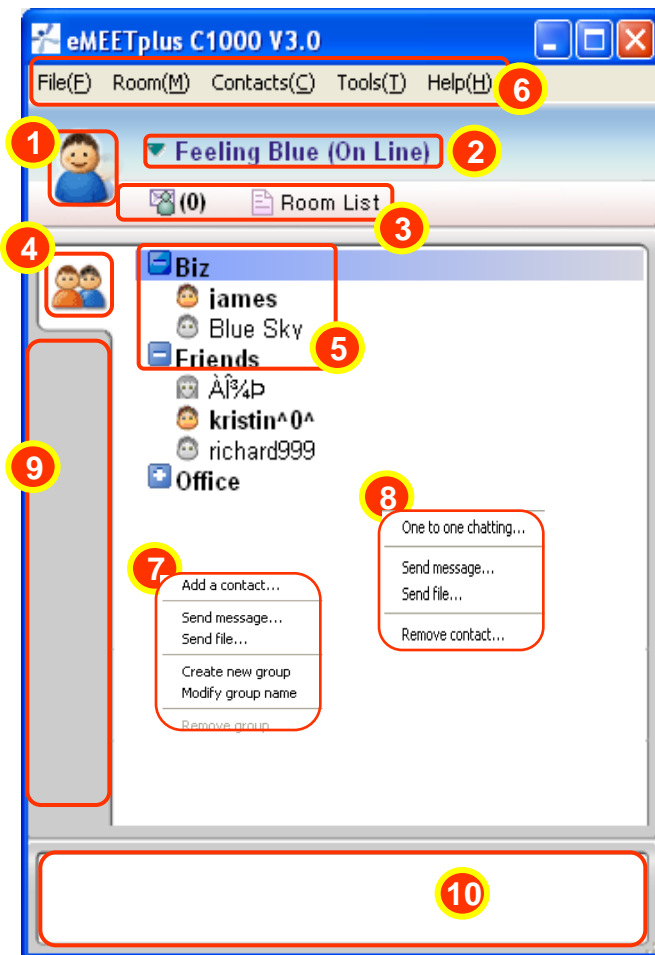 eMEETplus C1000 V3.0
File(F) Room(M) Contacts(C) Tools(T) Help(H)
6
1
Feeling Blue (On Line)
2
(0) Room List
3
4
Biz
james
Blue Sky
5
Friends
ÀÎ¾Þ
kristin^0^
richard999
9
Office
8
One to one chatting...
Send message...
Send file...
Remove contact...
7
Add a contact...
Send message...
Send file...
Create new group
Modify group name
Remove group
10